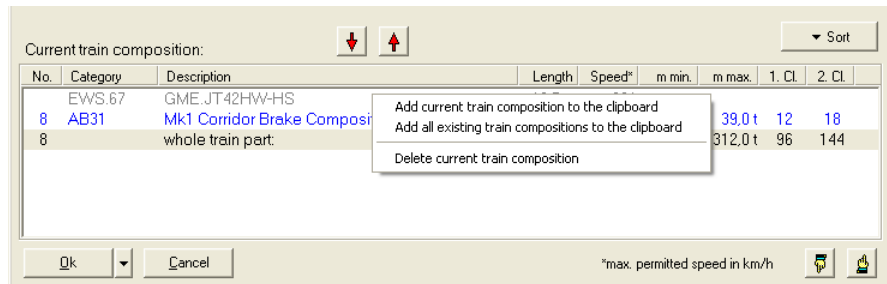 Sort
Current train composition:
No. Category Description Length Speed* m min. m max. 1. Cl. 2. Cl.
EWS.67 GME.JT42HW-HS
8 AB31 Mk1 Corridor Brake Composit 39,0 t 12 18
8 whole train part: 312,0 t 96 144
Add current train composition to the clipboard
Add all existing train compositions to the clipboard
Delete current train composition
Ok Cancel *max. permitted speed in km/h